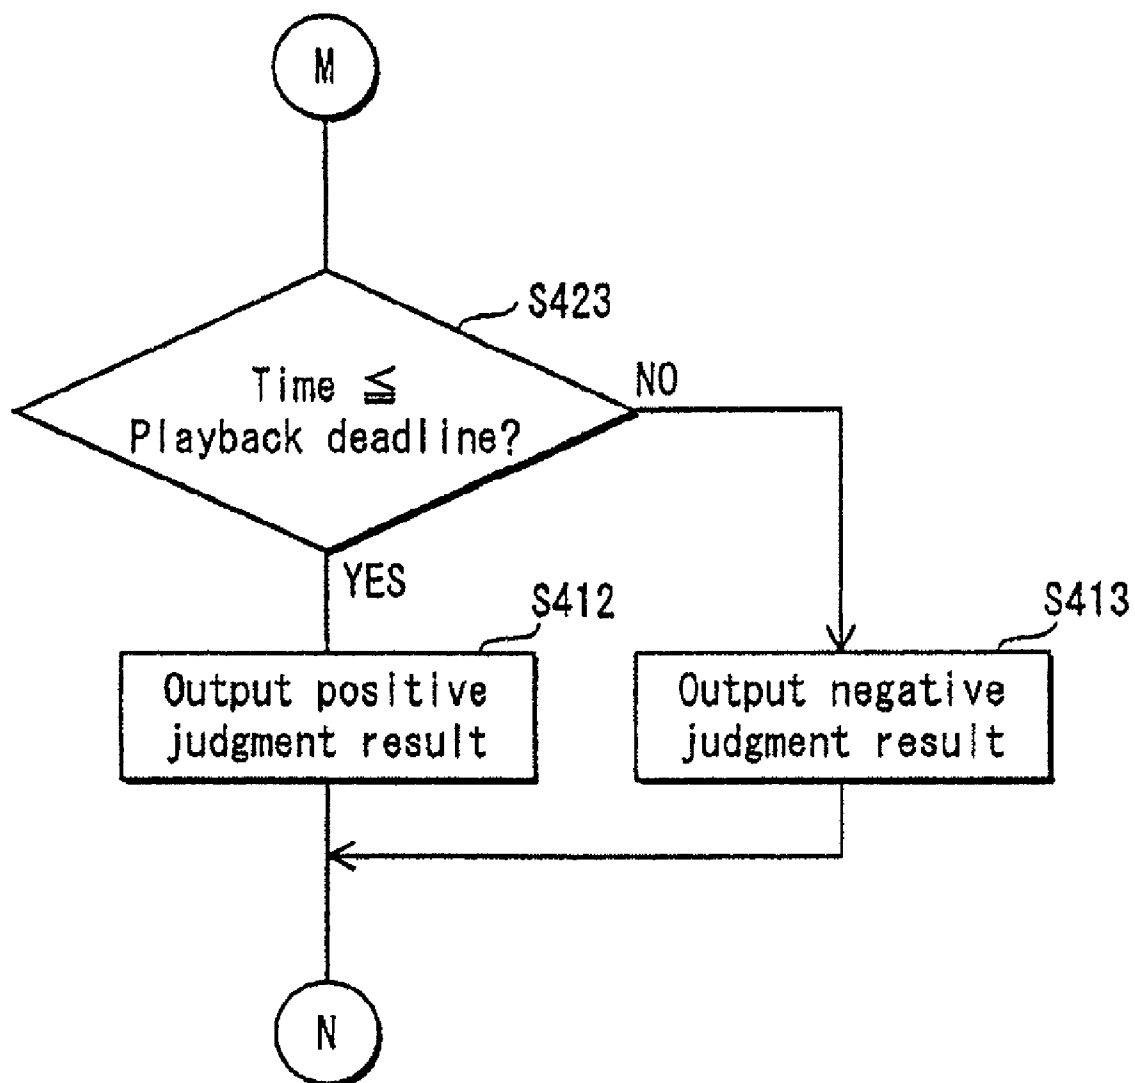 M
S423
Time ≦
Playback deadline?
NO
YES
S412
S413
Output positive
judgment result
Output negative
judgment result
N